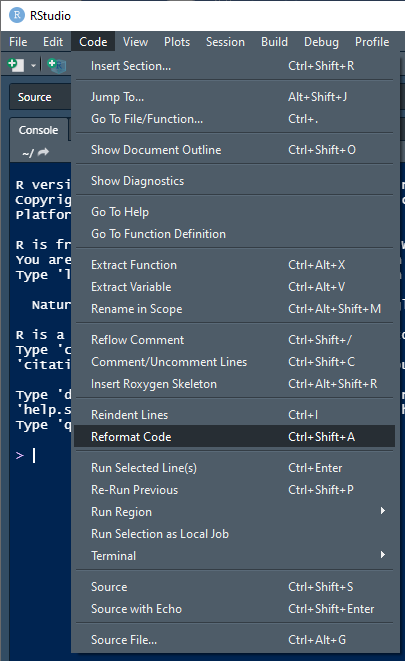 RStudio
File Edit Code View Plots Session Build Debug Profile
Insert Section... Ctrl+Shift+R
Source
Jump To... Alt+Shift+J
Go To File/Function... Ctrl+.
Console
~/
Show Document Outline Ctrl+Shift+O
Show Diagnostics
R versi
Copyrig
Platfor
Go To Help
Go To Function Definition
R is fr
You are
Type 'l
Extract Function Ctrl+Alt+X
Extract Variable Ctrl+Alt+V
Rename in Scope Ctrl+Alt+Shift+M
Natur
R is a
Type 'c
'citati
Reflow Comment Ctrl+Shift+/
Comment/Uncomment Lines Ctrl+Shift+C
Insert Roxygen Skeleton Ctrl+Alt+Shift+R
Type 'd
'help.s
Type 'q
Reindent Lines Ctrl+I
Reformat Code Ctrl+Shift+A
>
Run Selected Line(s) Ctrl+Enter
Re-Run Previous Ctrl+Shift+P
Run Region
Run Selection as Local Job
Terminal
Source Ctrl+Shift+S
Source with Echo Ctrl+Shift+Enter
Source File... Ctrl+Alt+G